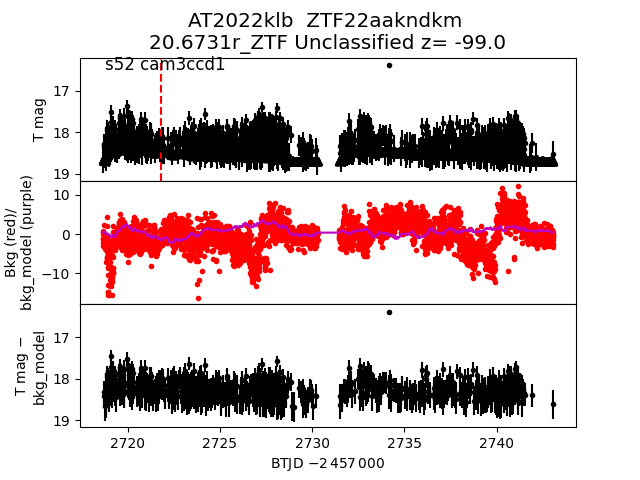 AT2022klb  ZTF22aakndkm
20.6731r_ZTF Unclassified z= -99.0
s52 cam3ccd1
T mag
17
18
19
Bkg (red)/
bkg_model (purple)
10
0
−10
T mag −
bkg_model
17
18
19
2720 2725 2730 2735 2740
BTJD −2 457 000